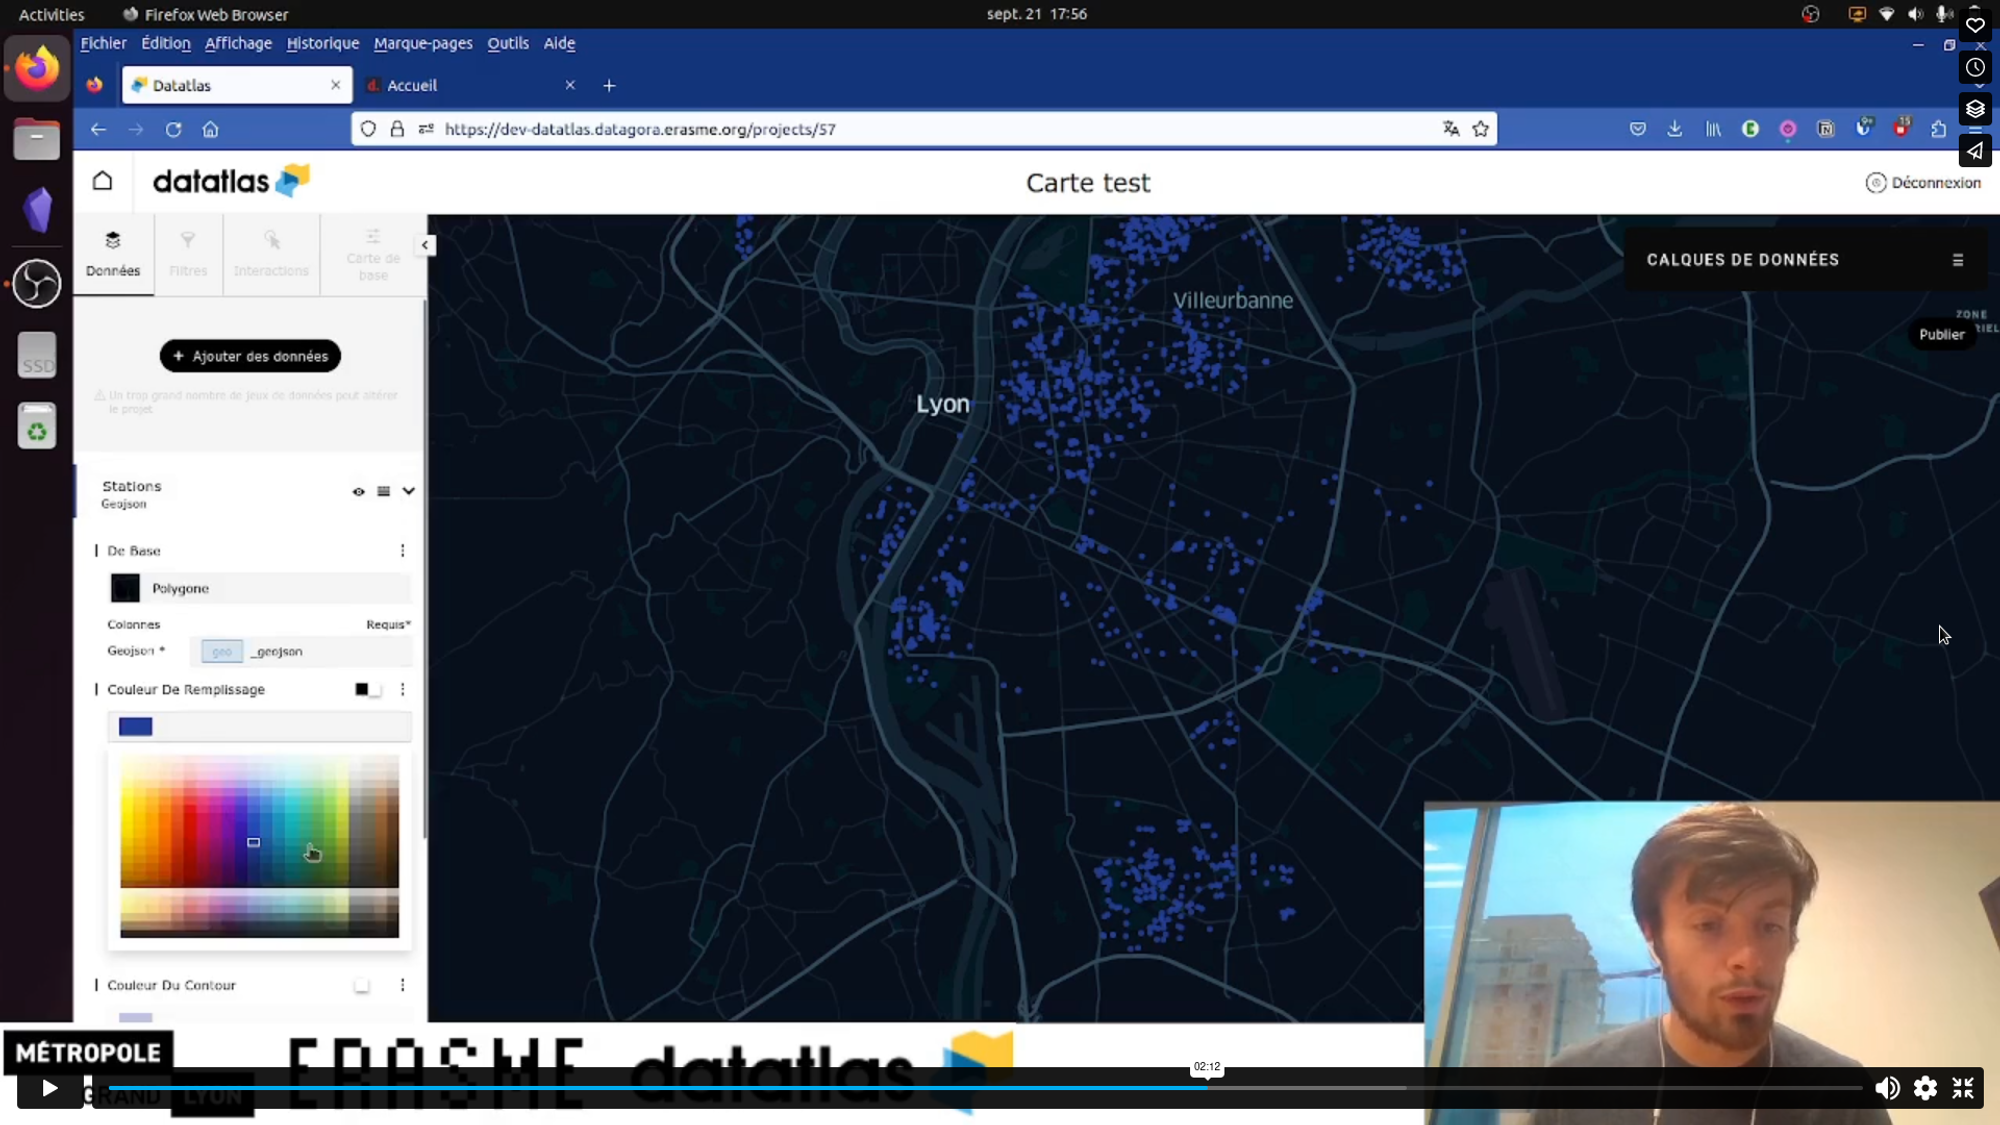 Activities
Firefox Web Browser
sept. 21 17:56
Fichier Édition Affichage Historique Marque-pages Outils Aide
Datatlas
d. Accueil
https://dev-datatlas.datagora.erasme.org/projects/57
9+
15
datatlas
Carte test
Déconnexion
Données
Filtres
Interactions
Carte de base
CALQUES DE DONNÉES
Villeurbanne
ZONE
Publier
+ Ajouter des données
Un trop grand nombre de jeux de données peut altérer
le projet
Lyon
SSD
Stations
Geojson
De Base
Polygone
Colonnes Requis*
Geojson * geo _geojson
Couleur De Remplissage
Couleur Du Contour
MÉTROPOLE
GRAND LYON
ERASME
datatlas
02:12